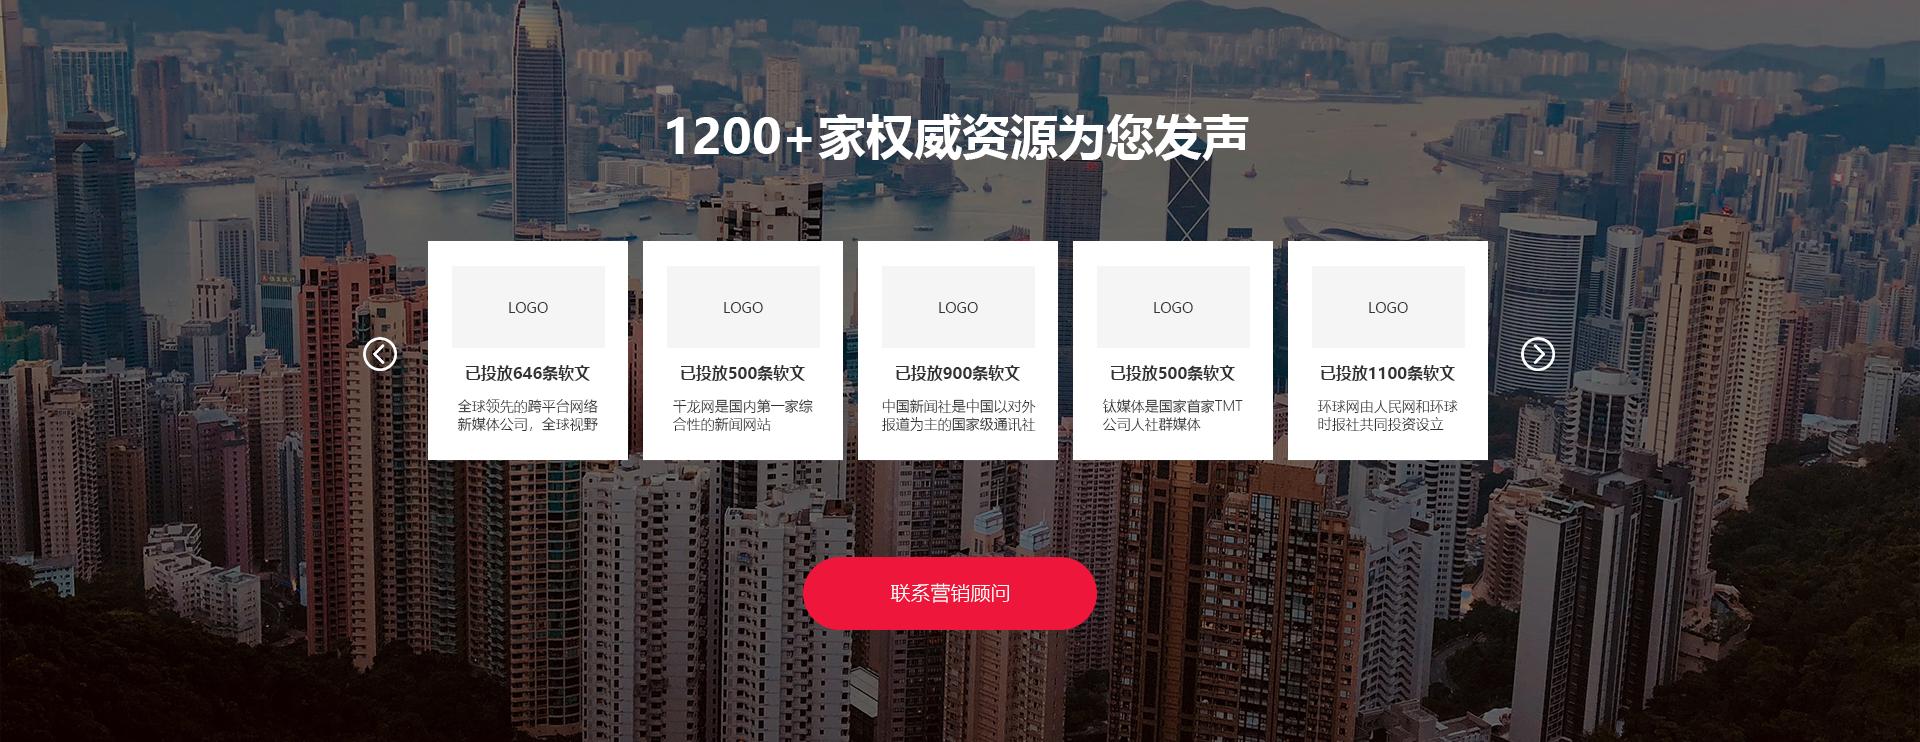 1200+家权威资源为您发声
LOGO
已投放646条软文
全球领先的跨平台网络
新媒体公司，全球视野
LOGO
已投放500条软文
千龙网是国内第一家综
合性的新闻网站
LOGO
已投放900条软文
中国新闻社是中国以对外
报道为主的国家级通讯社
LOGO
已投放500条软文
钛媒体是国家首家TMT
公司人社群媒体
LOGO
已投放1100条软文
环球网由人民网和环球
时报社共同投资设立
联系营销顾问